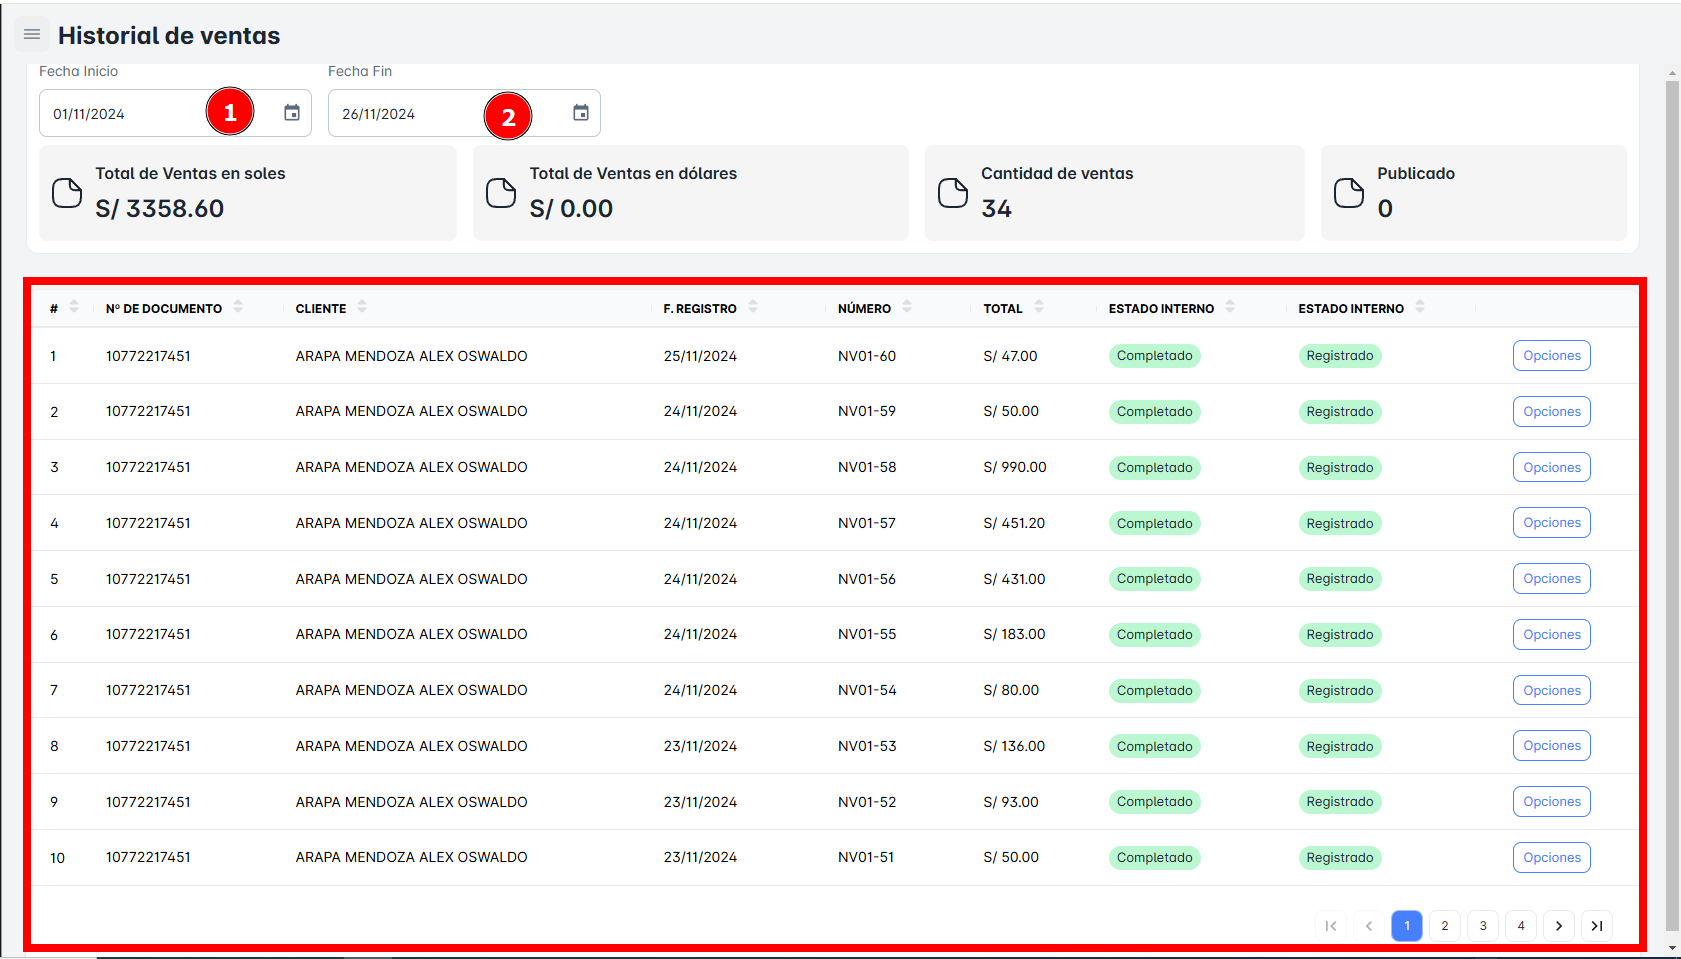 Historial de ventas
Fecha Inicio Fecha Fin
01/11/2024 1 26/11/2024 2
Total de Ventas en soles Total de Ventas en dólares Cantidad de ventas Publicado
S/ 3358.60 S/ 0.00 34 0
# Nº DE DOCUMENTO CLIENTE F. REGISTRO NÚMERO TOTAL ESTADO INTERNO ESTADO INTERNO
1 10772217451 ARAPA MENDOZA ALEX OSWALDO 25/11/2024 NV01-60 S/ 47.00 Completado Registrado Opciones
2 10772217451 ARAPA MENDOZA ALEX OSWALDO 24/11/2024 NV01-59 S/ 50.00 Completado Registrado Opciones
3 10772217451 ARAPA MENDOZA ALEX OSWALDO 24/11/2024 NV01-58 S/ 990.00 Completado Registrado Opciones
4 10772217451 ARAPA MENDOZA ALEX OSWALDO 24/11/2024 NV01-57 S/ 451.20 Completado Registrado Opciones
5 10772217451 ARAPA MENDOZA ALEX OSWALDO 24/11/2024 NV01-56 S/ 431.00 Completado Registrado Opciones
6 10772217451 ARAPA MENDOZA ALEX OSWALDO 24/11/2024 NV01-55 S/ 183.00 Completado Registrado Opciones
7 10772217451 ARAPA MENDOZA ALEX OSWALDO 24/11/2024 NV01-54 S/ 80.00 Completado Registrado Opciones
8 10772217451 ARAPA MENDOZA ALEX OSWALDO 23/11/2024 NV01-53 S/ 136.00 Completado Registrado Opciones
9 10772217451 ARAPA MENDOZA ALEX OSWALDO 23/11/2024 NV01-52 S/ 93.00 Completado Registrado Opciones
10 10772217451 ARAPA MENDOZA ALEX OSWALDO 23/11/2024 NV01-51 S/ 50.00 Completado Registrado Opciones
1 2 3 4